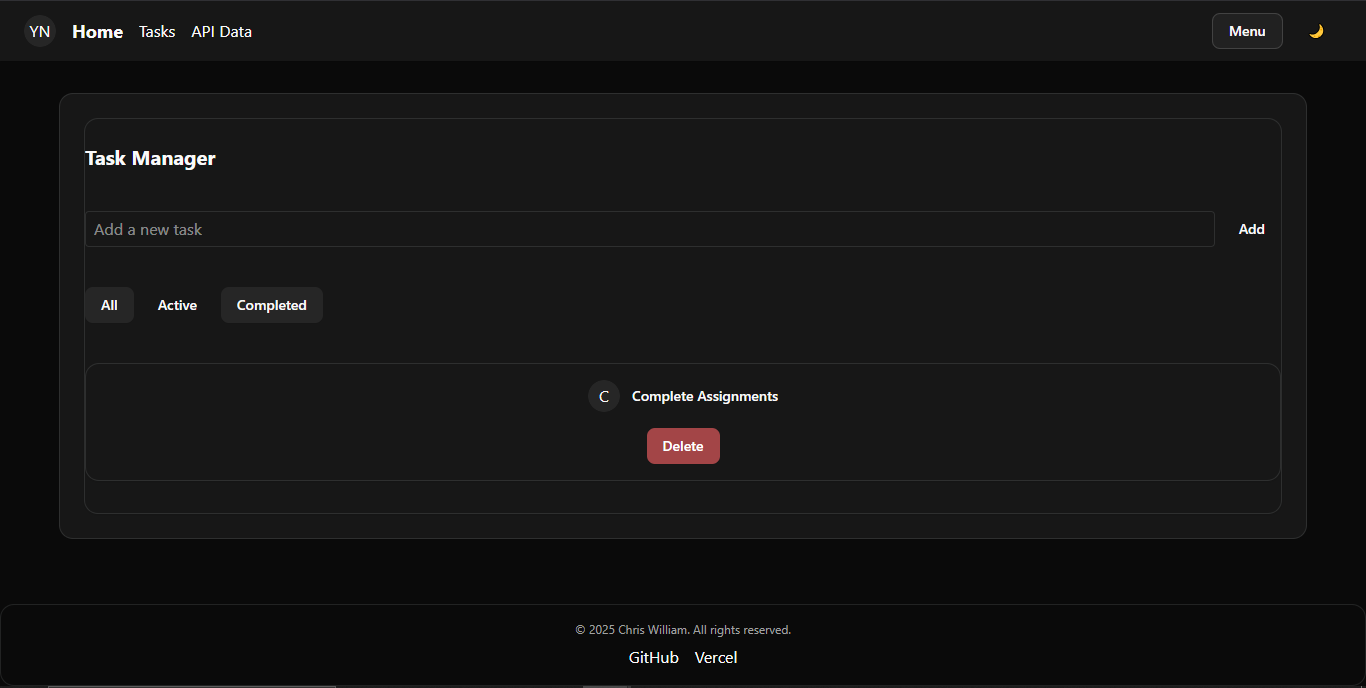 YN Home Tasks API Data Menu
Task Manager
Add a new task Add
All Active Completed
C Complete Assignments
Delete
© 2025 Chris William. All rights reserved.
GitHub Vercel